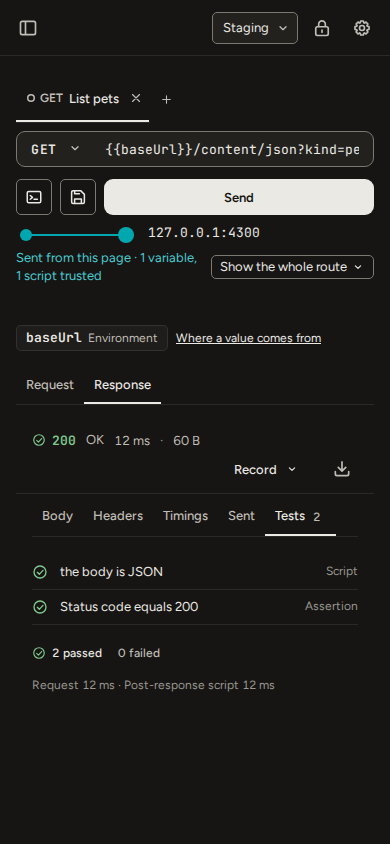 Staging
GET List pets
GET {{baseUrl}}/content/json?kind=pe
Send
127.0.0.1:4300
Sent from this page · 1 variable,
1 script trusted
Show the whole route
baseUrl Environment Where a value comes from
Request Response
200 OK 12 ms · 60 B
Record
Body Headers Timings Sent Tests 2
the body is JSON Script
Status code equals 200 Assertion
2 passed 0 failed
Request 12 ms · Post-response script 12 ms